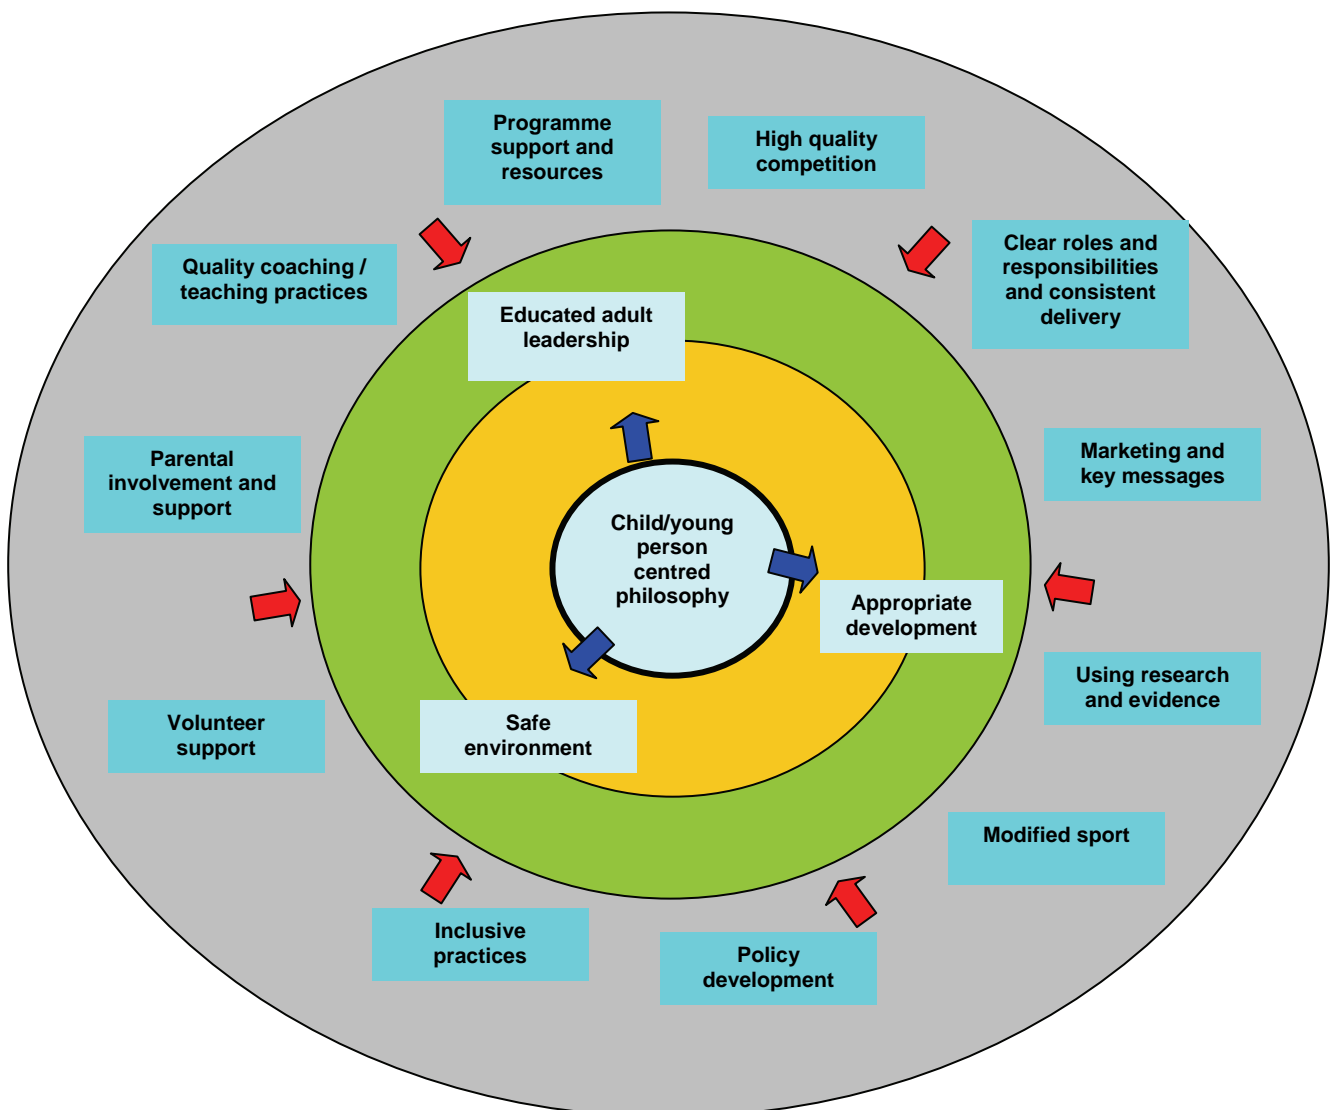 Programme
support and
resources
High quality
competition
Clear roles and
responsibilities
and consistent
delivery
Quality coaching /
teaching practices
Educated adult
leadership
Parental
involvement and
support
Marketing and
key messages
Child/young
person
centred
philosophy
Appropriate
development
Using research
and evidence
Volunteer
support
Safe
environment
Modified sport
Inclusive
practices
Policy
development